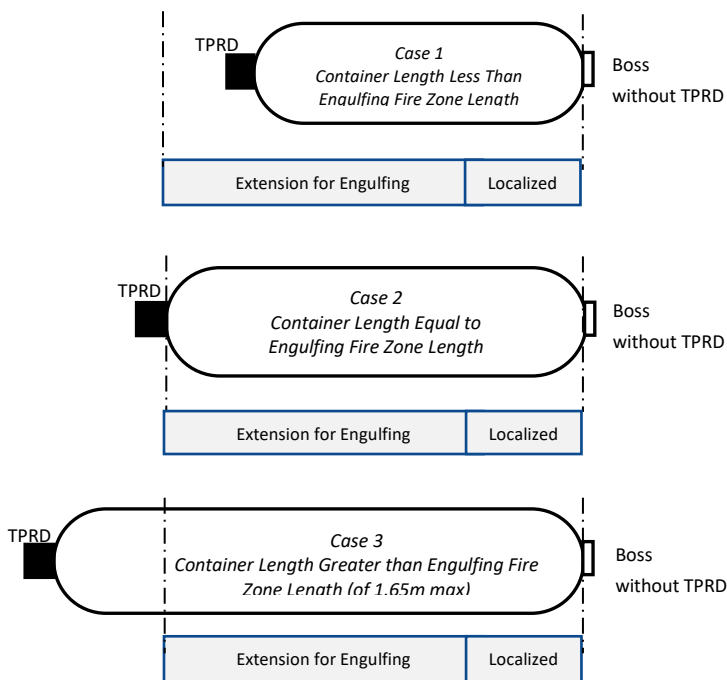 TPRD
Case 1
Container Length Less Than
Engulfing Fire Zone Length
Boss
without TPRD
Extension for Engulfing
Localized
TPRD
Case 2
Container Length Equal to
Engulfing Fire Zone Length
Boss
without TPRD
Extension for Engulfing
Localized
TPRD
Case 3
Container Length Greater than Engulfing Fire
Zone Length (of 1.65m max)
Boss
without TPRD
Extension for Engulfing
Localized